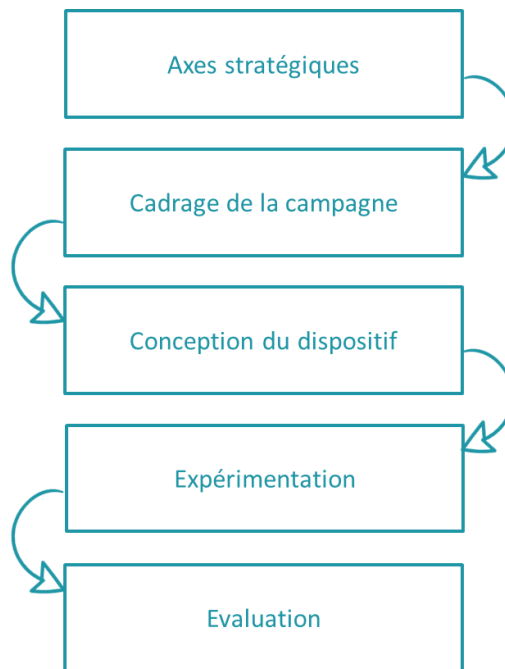 Axes stratégiques
Cadrage de la campagne
Conception du dispositif
Expérimentation
Evaluation